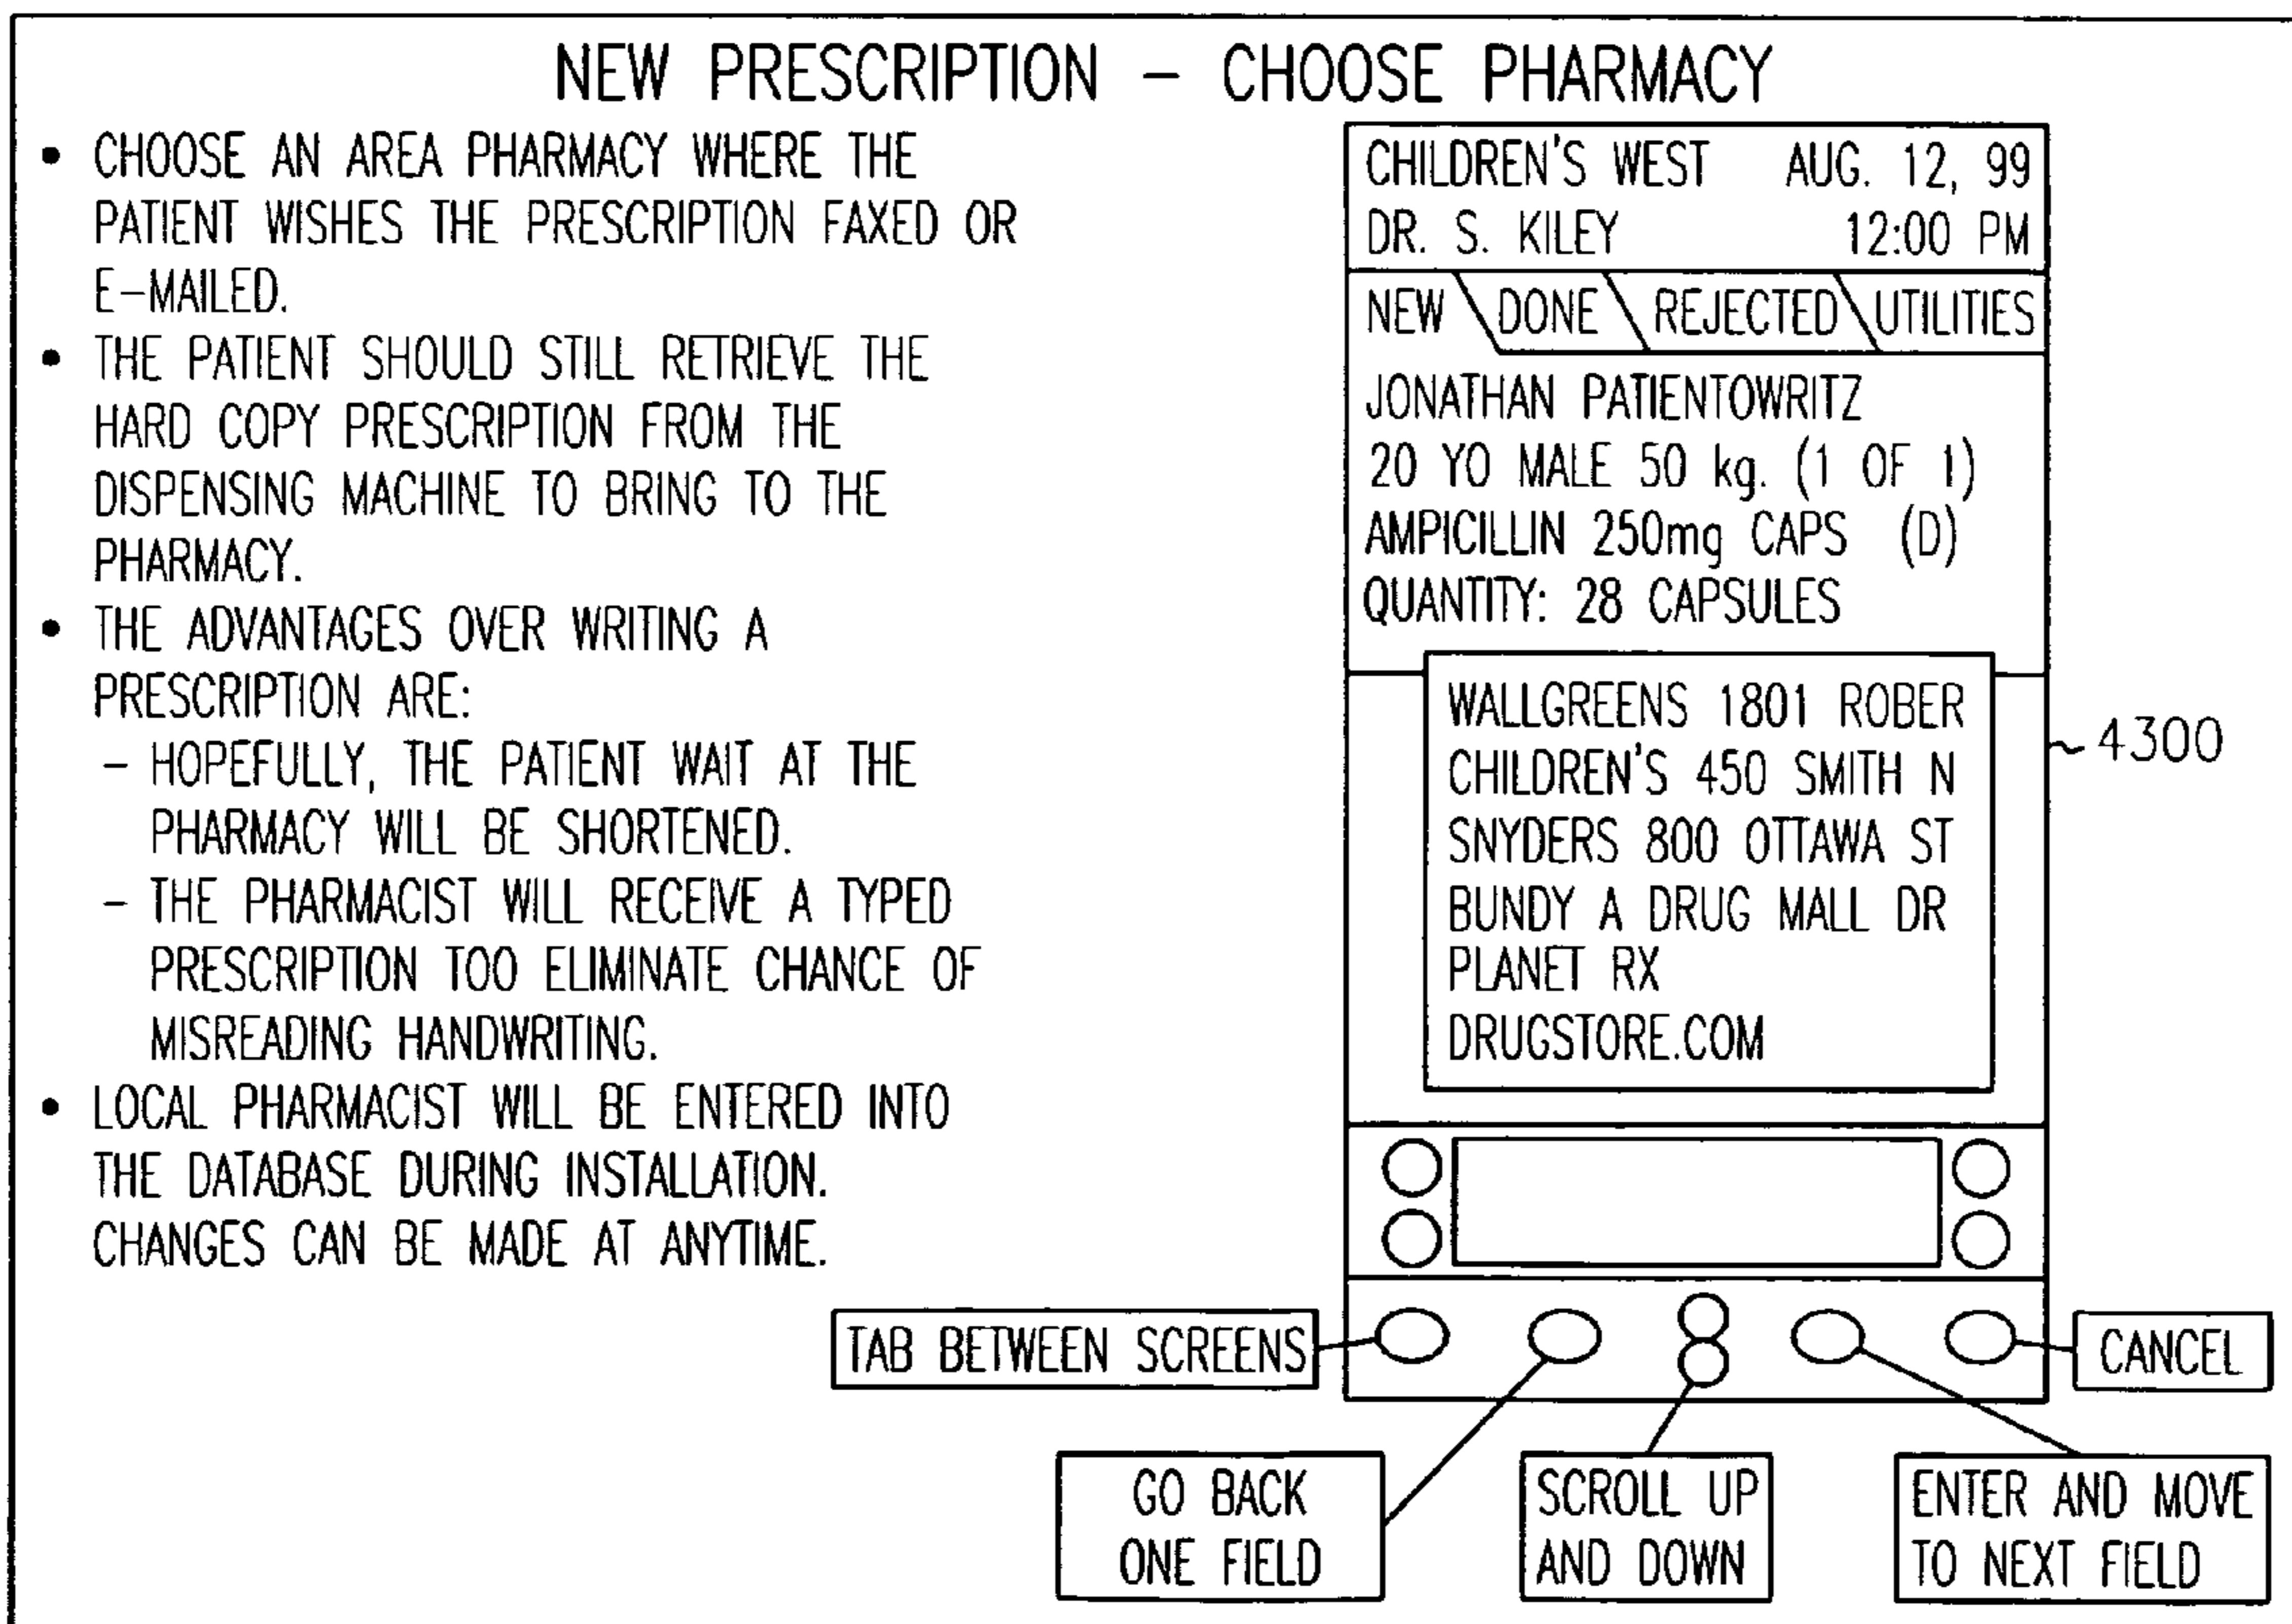 NEW PRESCRIPTION – CHOOSE PHARMACY
• CHOOSE AN AREA PHARMACY WHERE THE
PATIENT WISHES THE PRESCRIPTION FAXED OR
E–MAILED.
• THE PATIENT SHOULD STILL RETRIEVE THE
HARD COPY PRESCRIPTION FROM THE
DISPENSING MACHINE TO BRING TO THE
PHARMACY.
• THE ADVANTAGES OVER WRITING A
PRESCRIPTION ARE:
– HOPEFULLY, THE PATIENT WAIT AT THE
PHARMACY WILL BE SHORTENED.
– THE PHARMACIST WILL RECEIVE A TYPED
PRESCRIPTION TOO ELIMINATE CHANCE OF
MISREADING HANDWRITING.
• LOCAL PHARMACIST WILL BE ENTERED INTO
THE DATABASE DURING INSTALLATION.
CHANGES CAN BE MADE AT ANYTIME.
CHILDREN'S WEST AUG. 12, 99
DR. S. KILEY 12:00 PM
NEW DONE REJECTED UTILITIES
JONATHAN PATIENTOWRITZ
20 YO MALE 50 kg. (1 OF 1)
AMPICILLIN 250mg CAPS (D)
QUANTITY: 28 CAPSULES
WALLGREENS 1801 ROBER
CHILDREN'S 450 SMITH N
SNYDERS 800 OTTAWA ST
BUNDY A DRUG MALL DR
PLANET RX
DRUGSTORE.COM
4300
TAB BETWEEN SCREENS
CANCEL
GO BACK
ONE FIELD
SCROLL UP
AND DOWN
ENTER AND MOVE
TO NEXT FIELD